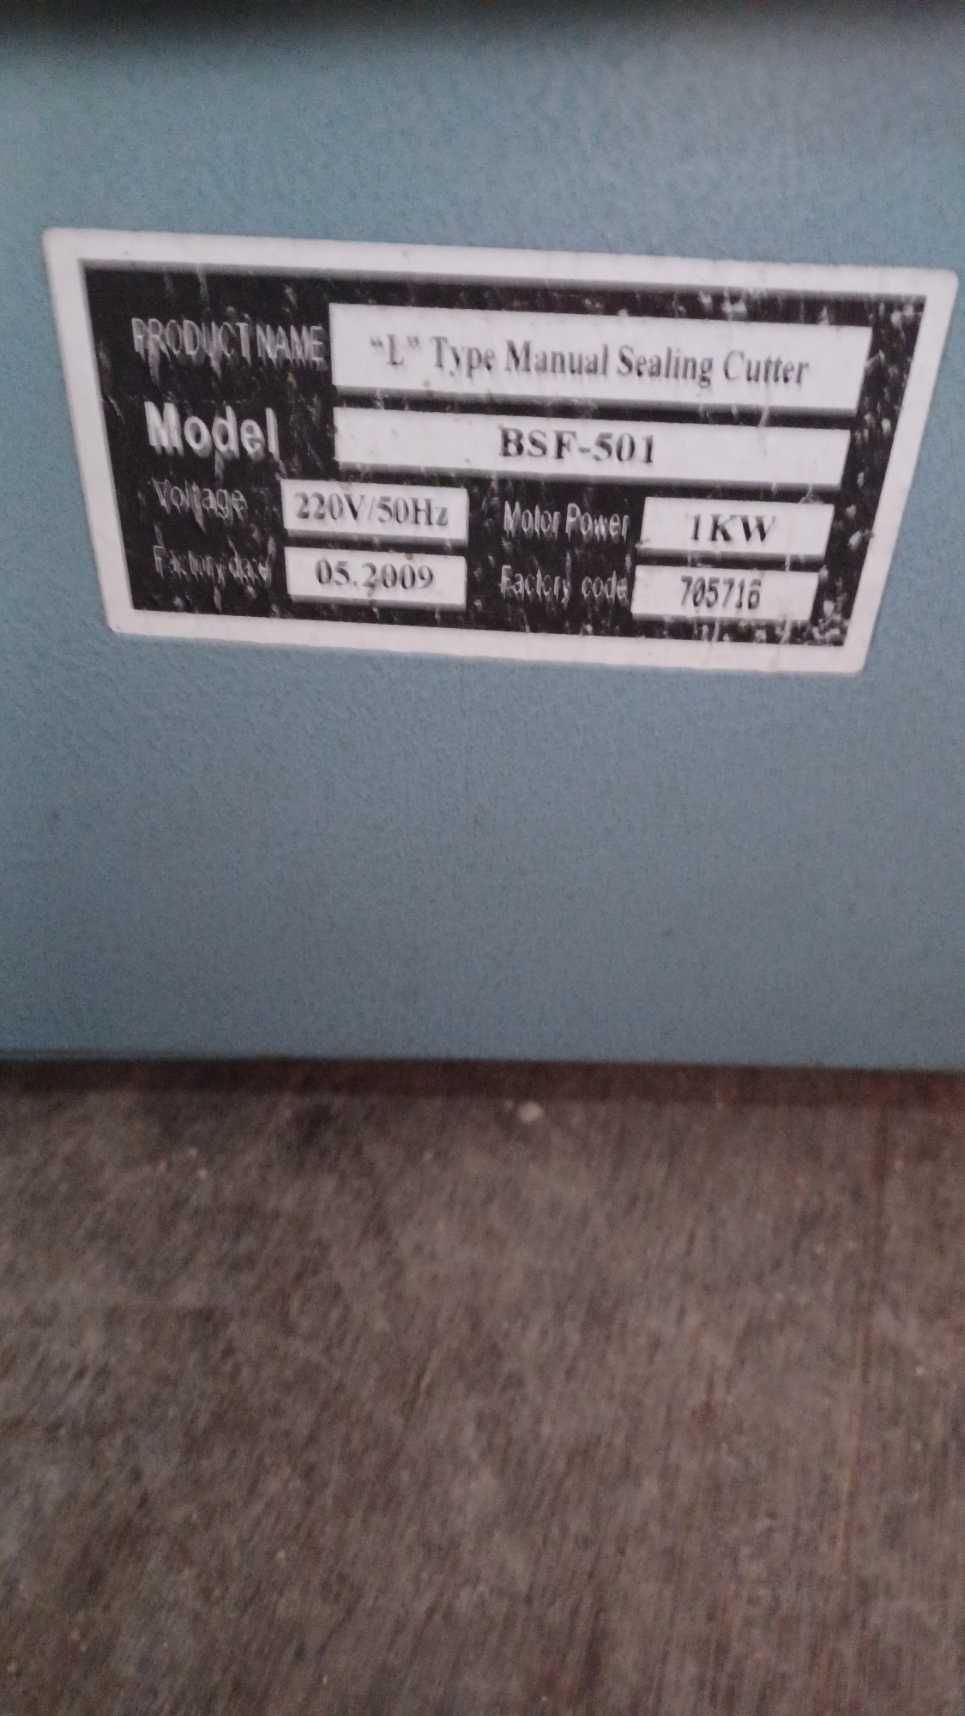 PRODUCT NAME "L" Type Manual Sealing Cutter
Model BSF-501
Voltage 220V/50Hz Motor Power 1KW
Factory date 05.2009 Factory code 705716